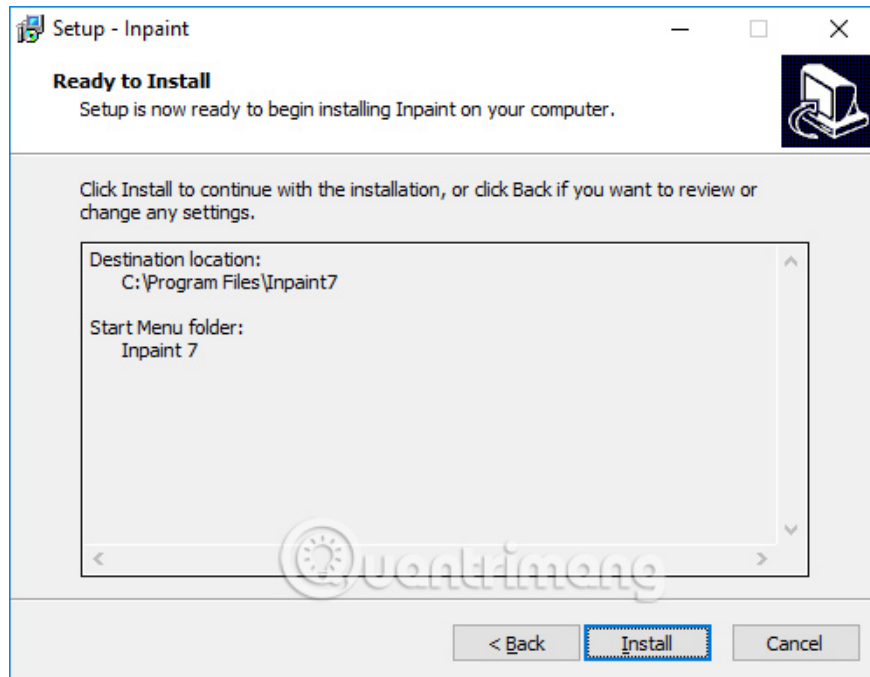 Setup - Inpaint
Ready to Install
Setup is now ready to begin installing Inpaint on your computer.
Click Install to continue with the installation, or click Back if you want to review or
change any settings.
Destination location:
C:\Program Files\Inpaint7
Start Menu folder:
Inpaint 7
Quantrimang
< Back
Install
Cancel